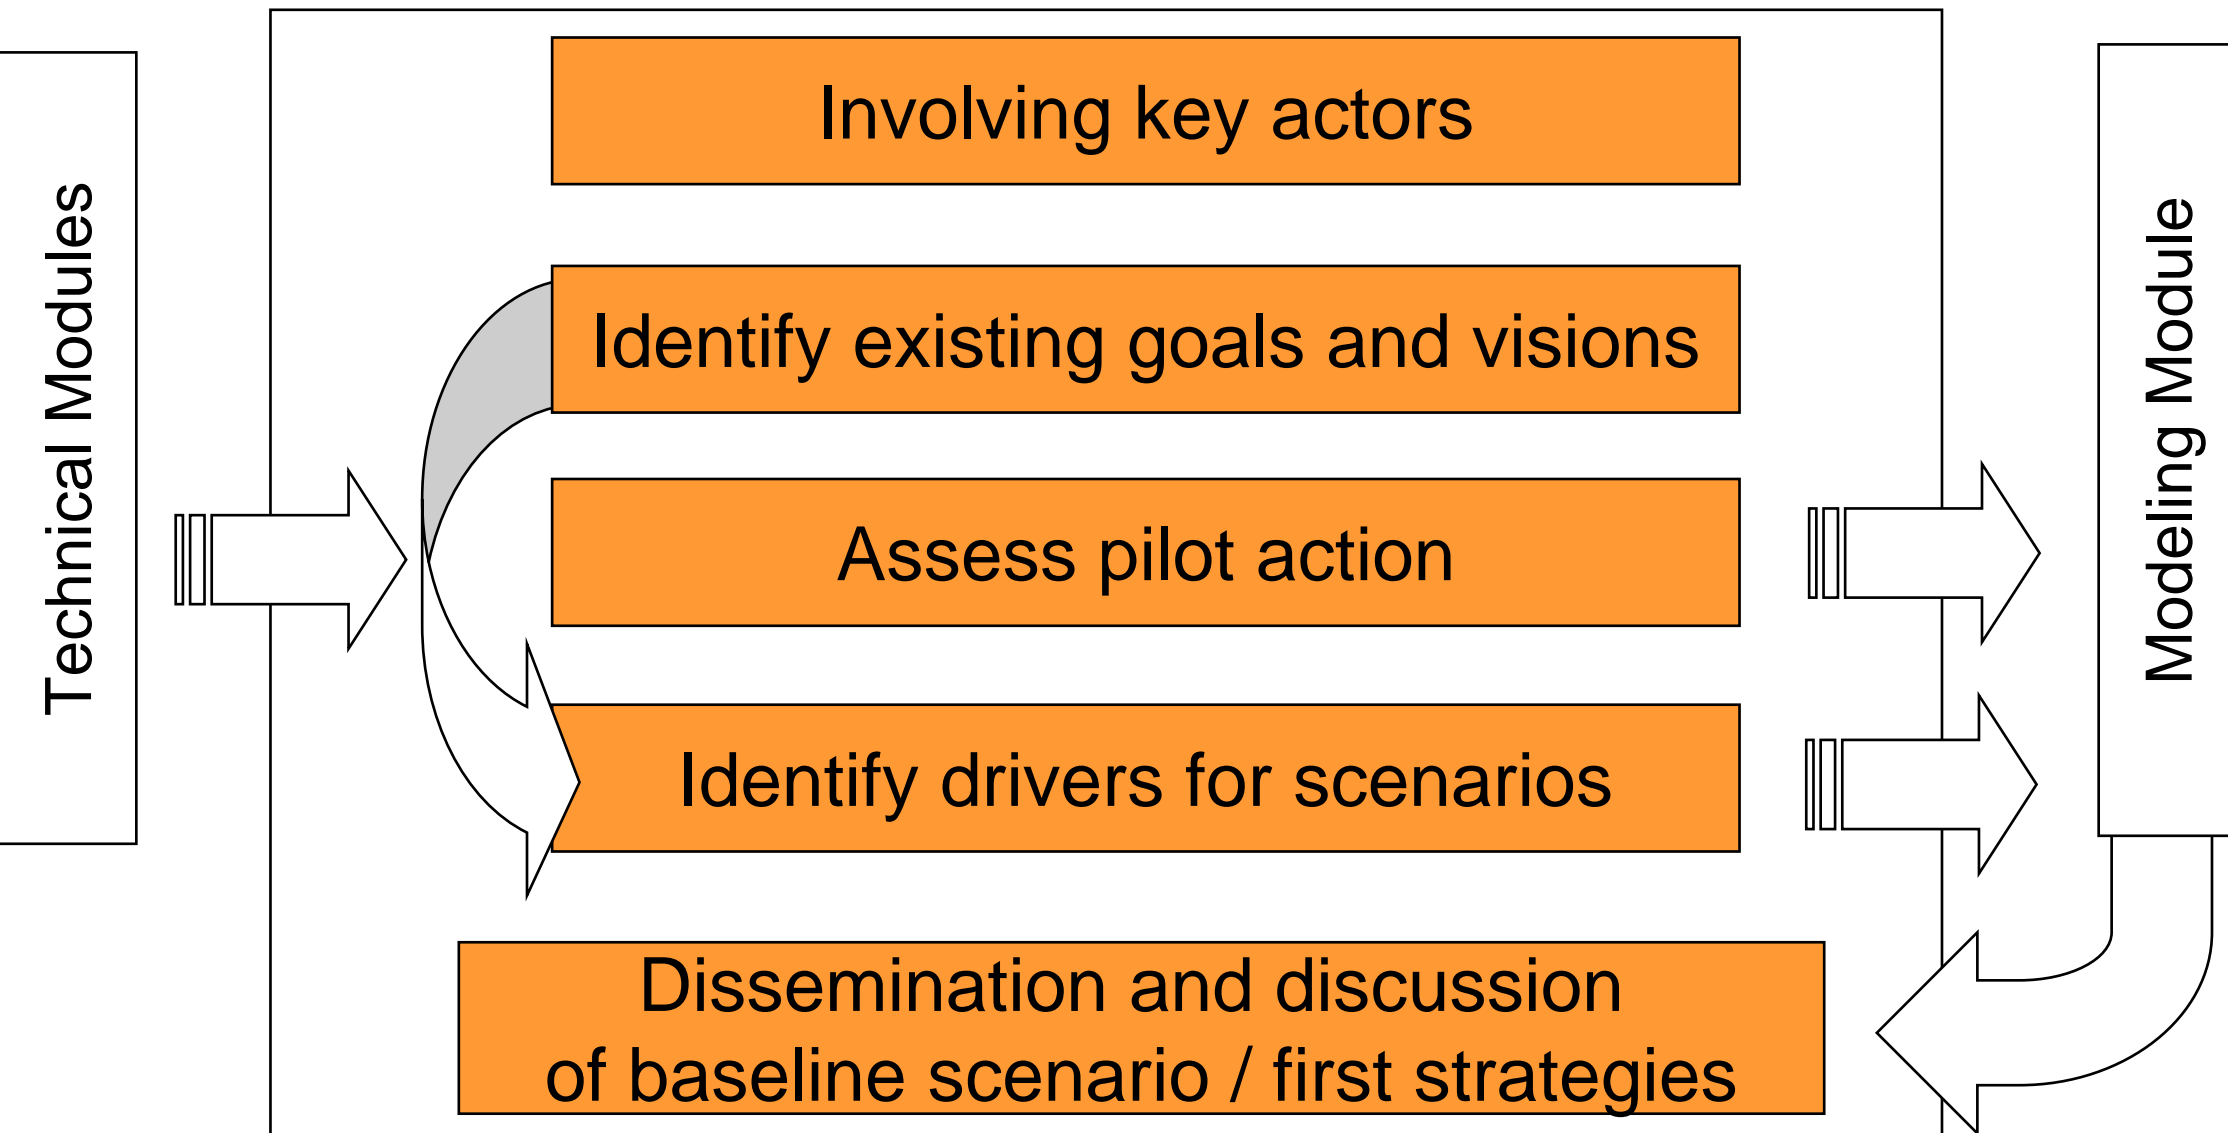 Technical Modules
Involving key actors
Identify existing goals and visions
Assess pilot action
Identify drivers for scenarios
Dissemination and discussion
of baseline scenario / first strategies
Modeling Module